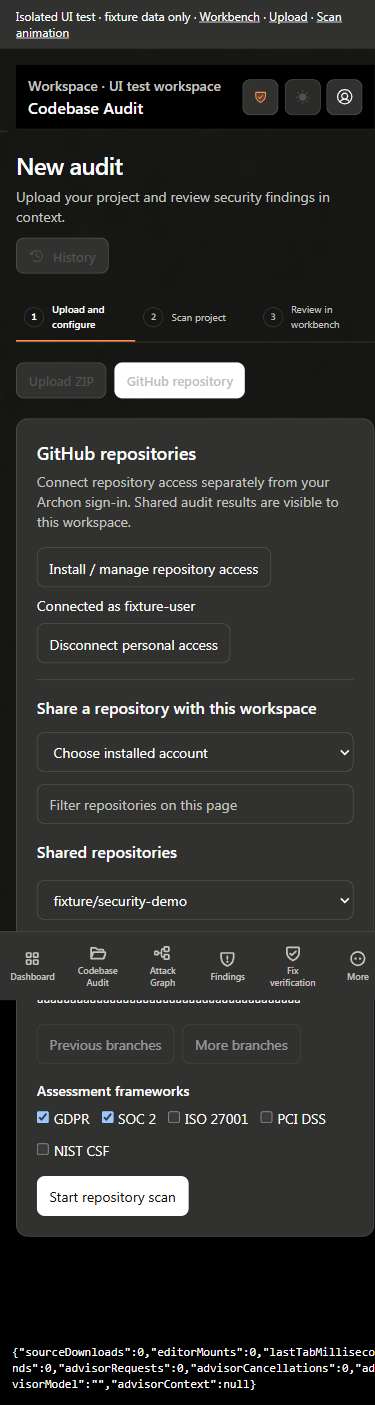 Isolated UI test · fixture data only · Workbench · Upload · Scan
animation
Workspace · UI test workspace
Codebase Audit
New audit
Upload your project and review security findings in
context.
History
1 Upload and
configure
2 Scan project
3 Review in
workbench
Upload ZIP GitHub repository
GitHub repositories
Connect repository access separately from your
Archon sign-in. Shared audit results are visible to
this workspace.
Install / manage repository access
Connected as fixture-user
Disconnect personal access
Share a repository with this workspace
Choose installed account
Filter repositories on this page
Shared repositories
fixture/security-demo
Dashboard
Codebase
Audit
Attack
Graph
Findings
Fix
verification
More
Previous branches More branches
Assessment frameworks
GDPR SOC 2 ISO 27001 PCI DSS
NIST CSF
Start repository scan
{"sourceDownloads":0,"editorMounts":0,"lastTabMilliseco
nds":0,"advisorRequests":0,"advisorCancellations":0,"ad
visorModel":"","advisorContext":null}